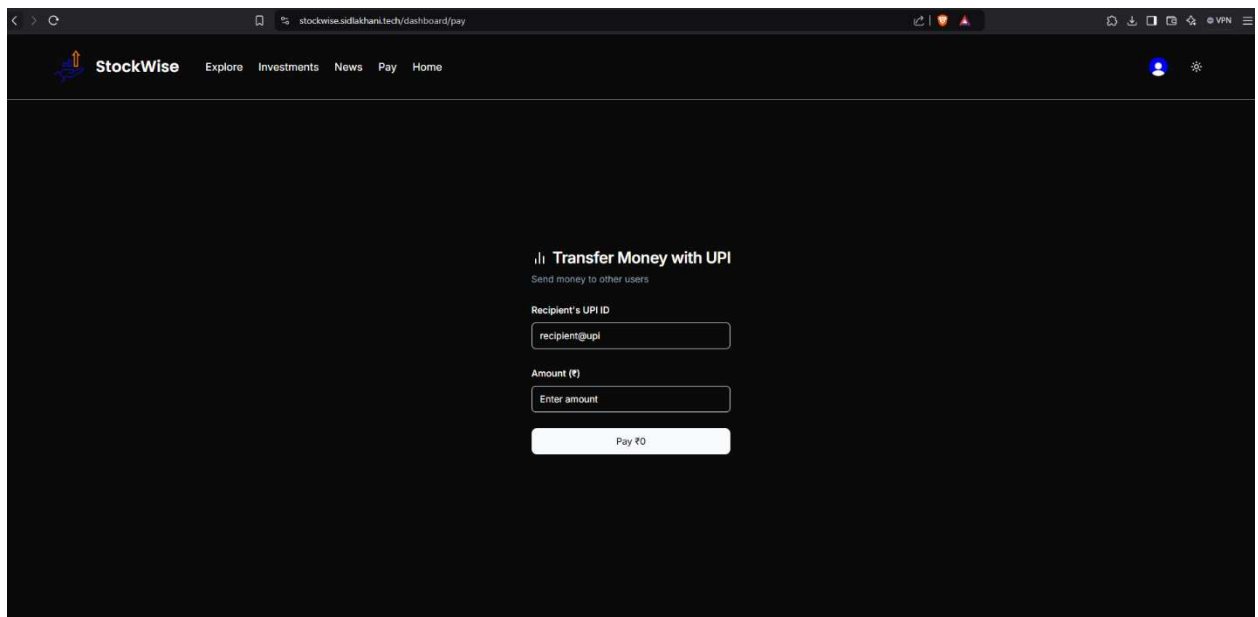 stockwise.sidlakhani.tech/dashboard/pay
VPN
StockWise Explore Investments News Pay Home
Transfer Money with UPI
Send money to other users
Recipient's UPI ID
recipient@upi
Amount (₹)
Enter amount
Pay ₹0